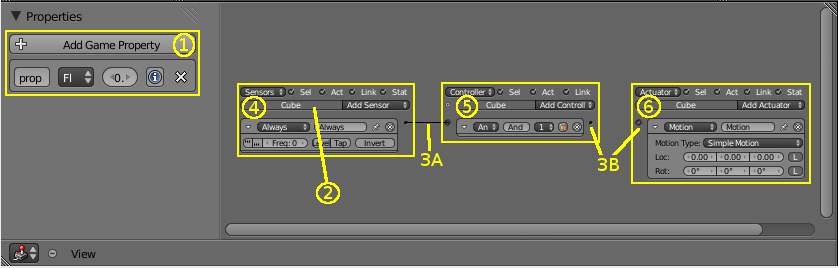 Properties
Add Game Property
1
prop
Fl
0.
Sensors
Sel
Act
Link
Stat
4
Cube
Add Sensor
Always
Always
Freq: 0
Tap
Invert
2
3A
Controller
Sel
Act
Link
5
Cube
Add Controll
An
And
1
3B
Actuator
Sel
Act
Link
Stat
6
Cube
Add Actuator
Motion
Motion
Motion Type:
Simple Motion
Loc:
0.00
0.00
0.00
L
Rot:
0°
0°
0°
L
View